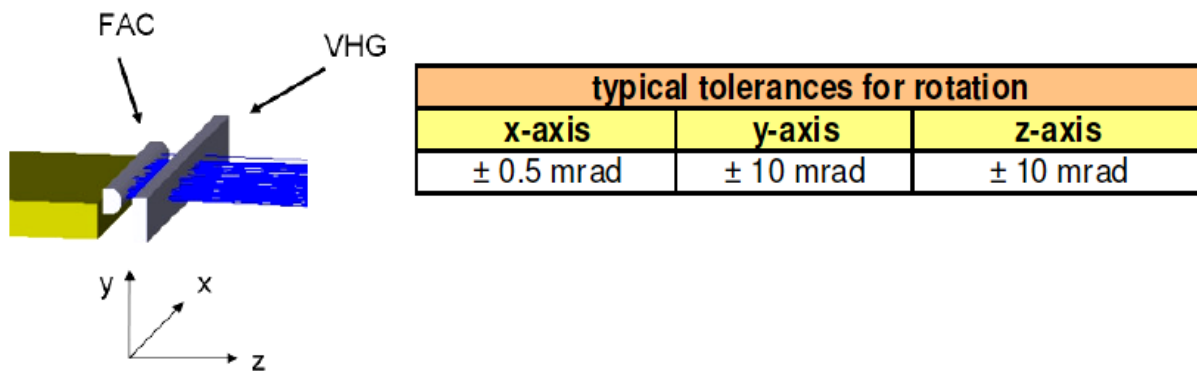 FAC
VHG
typical tolerances for rotation
x-axis y-axis z-axis
± 0.5 mrad ± 10 mrad ± 10 mrad
y
x
z